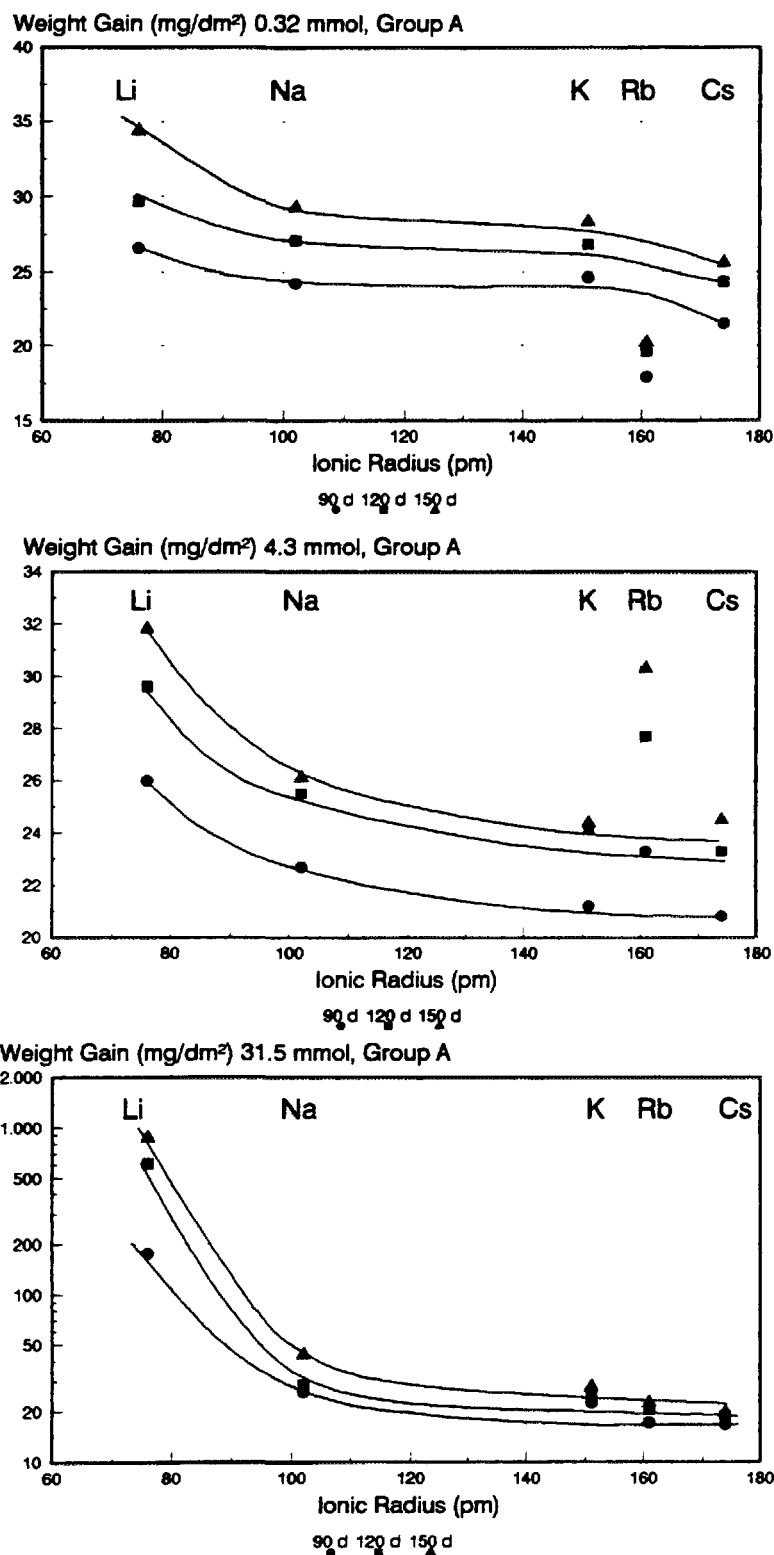 Weight Gain (mg/dm²) 0.32 mmol, Group A
40
Li Na K Rb Cs
35
30
25
20
15
60 80 100 120 140 160 180
Ionic Radius (pm)
90 d 120 d 150 d
Weight Gain (mg/dm²) 4.3 mmol, Group A
34
Li Na K Rb Cs
32
30
28
26
24
22
20
60 80 100 120 140 160 180
Ionic Radius (pm)
90 d 120 d 150 d
Weight Gain (mg/dm²) 31.5 mmol, Group A
2.000
Li Na K Rb Cs
1.000
500
200
100
50
20
10
60 80 100 120 140 160 180
Ionic Radius (pm)
90 d 120 d 150 d